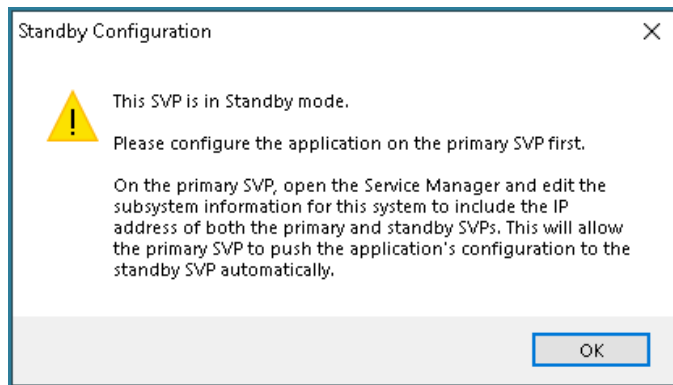 Standby Configuration
This SVP is in Standby mode.
Please configure the application on the primary SVP first.
On the primary SVP, open the Service Manager and edit the
subsystem information for this system to include the IP
address of both the primary and standby SVPs. This will allow
the primary SVP to push the application's configuration to the
standby SVP automatically.
OK